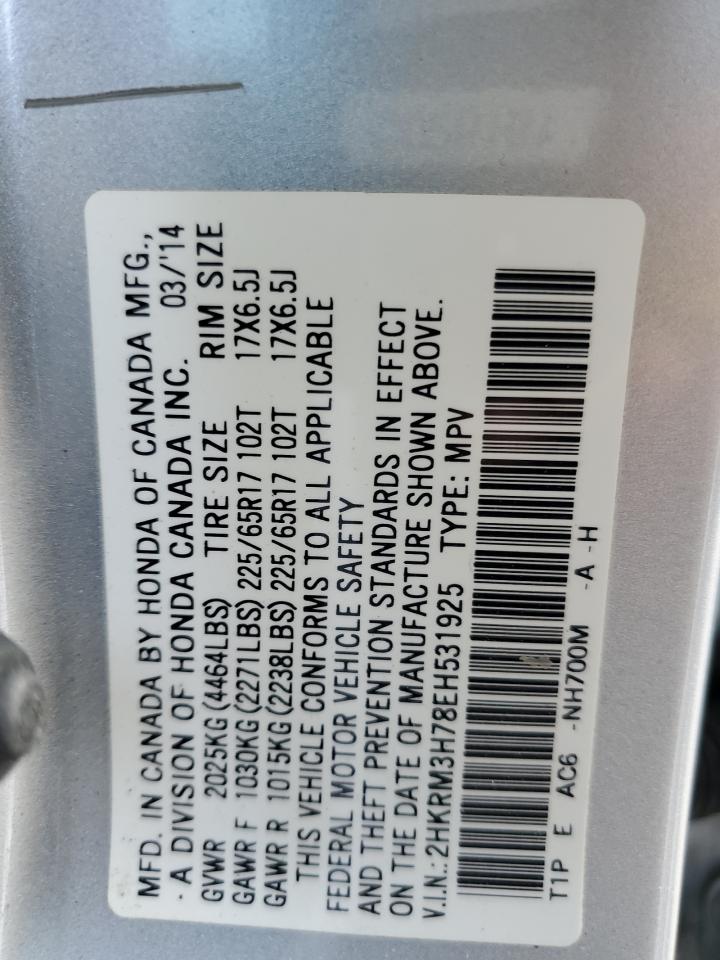 MFD. IN CANADA BY HONDA OF CANADA MFG.,
- A DIVISION OF HONDA CANADA INC. 03/'14
GVWR 2025KG (4464LBS) TIRE SIZE RIM SIZE
GAWR F 1030KG (2271LBS) 225/65R17 102T 17X6.5J
GAWR R 1015KG (2238LBS) 225/65R17 102T 17X6.5J
THIS VEHICLE CONFORMS TO ALL APPLICABLE
FEDERAL MOTOR VEHICLE SAFETY
AND THEFT PREVENTION STANDARDS IN EFFECT
ON THE DATE OF MANUFACTURE SHOWN ABOVE.
V.I.N.: 2HKRM3H78EH531925 TYPE: MPV
T1P E AC6 -NH700M -A -H